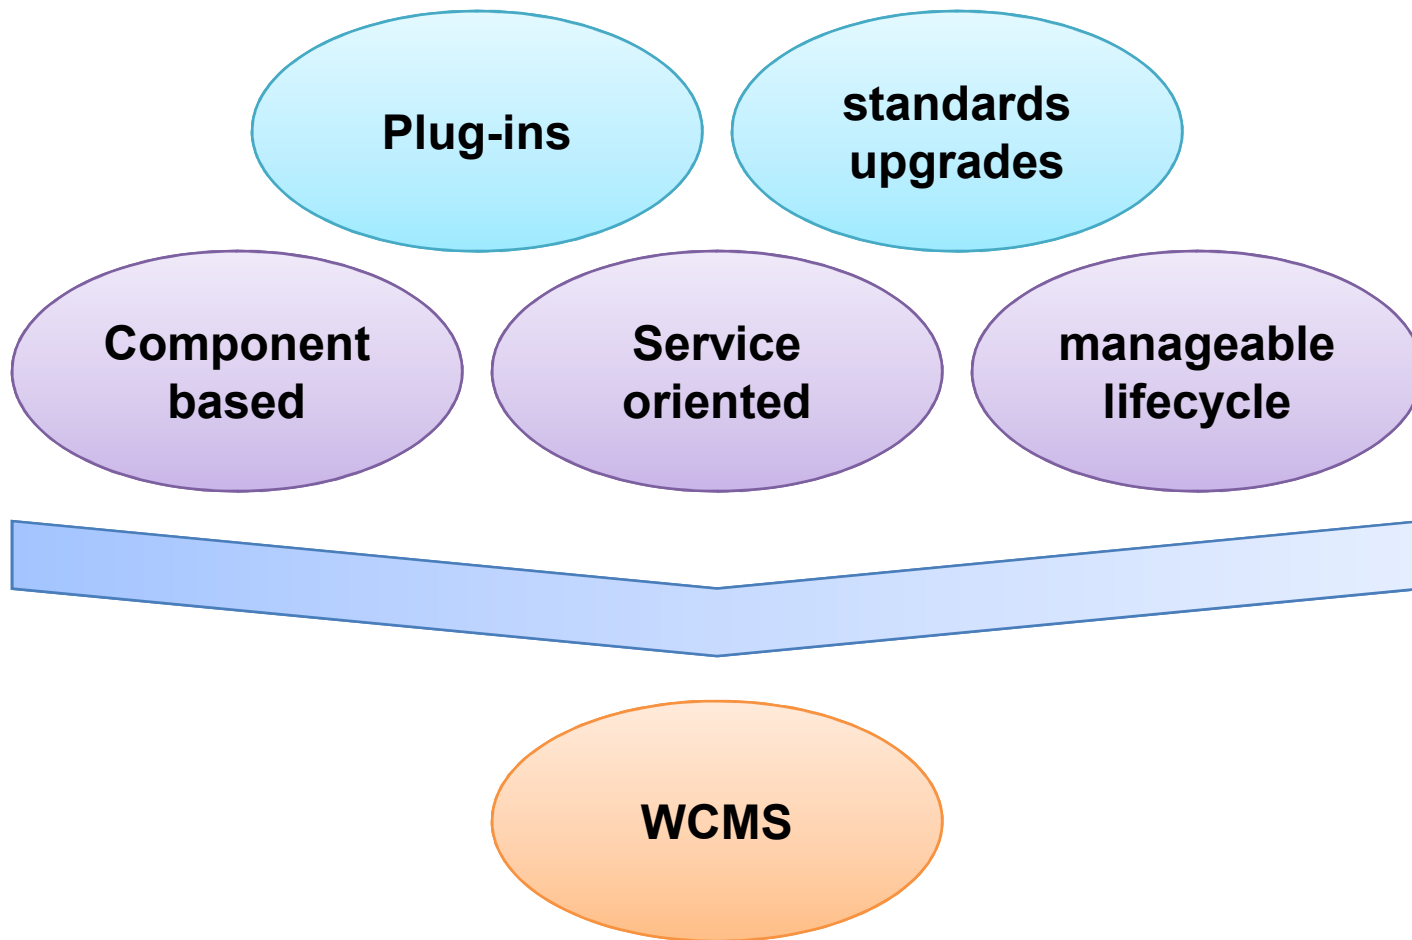 Plug-ins
standards
upgrades
Component
based
Service
oriented
manageable
lifecycle
WCMS